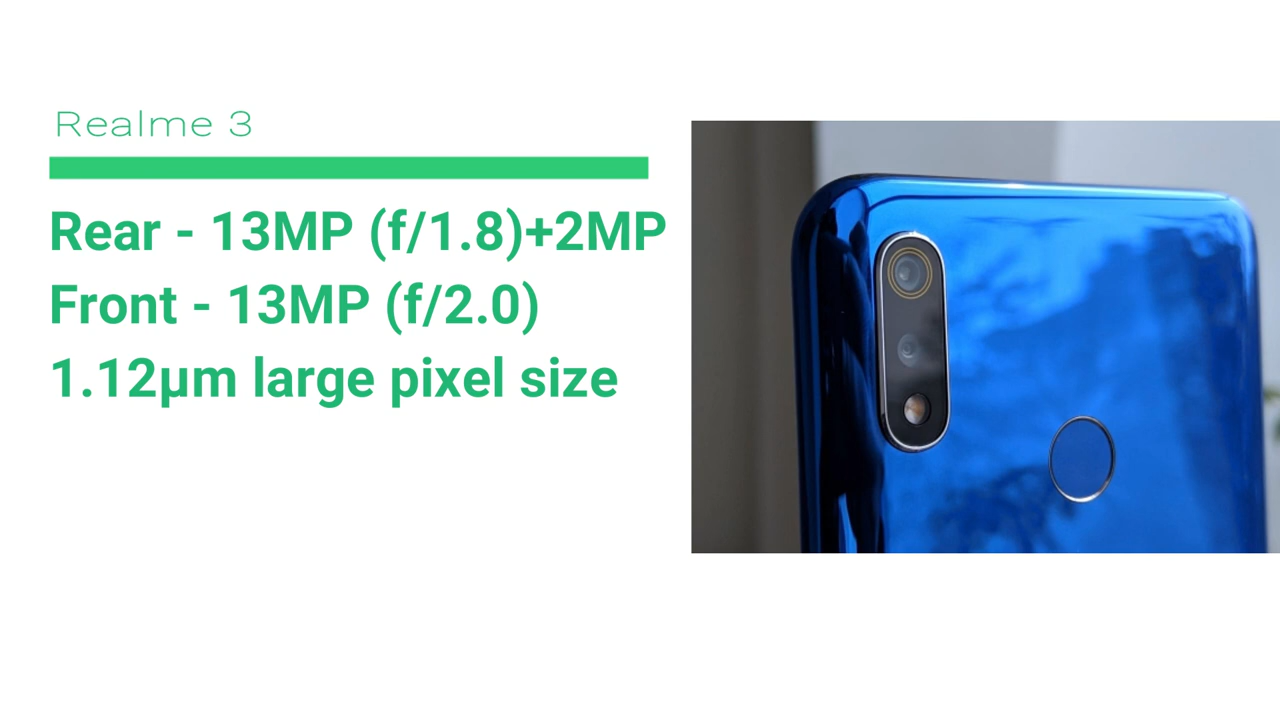 Realme 3
Rear - 13MP (f/1.8)+2MP
Front - 13MP (f/2.0)
1.12µm large pixel size